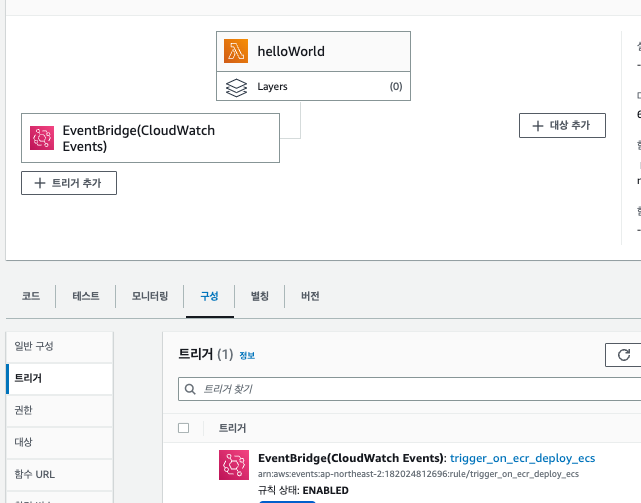 helloWorld
Layers
(0)
EventBridge(CloudWatch
Events)
+ 대상 추가
+ 트리거 추가
코드
테스트
모니터링
구성
별칭
버전
일반 구성
트리거
권한
대상
함수 URL
트리거 (1) 정보
트리거 찾기
트리거
EventBridge(CloudWatch Events): trigger_on_ecr_deploy_ecs
arn:aws:events:ap-northeast-2:182024812696:rule/trigger_on_ecr_deploy_ecs
규칙 상태: ENABLED